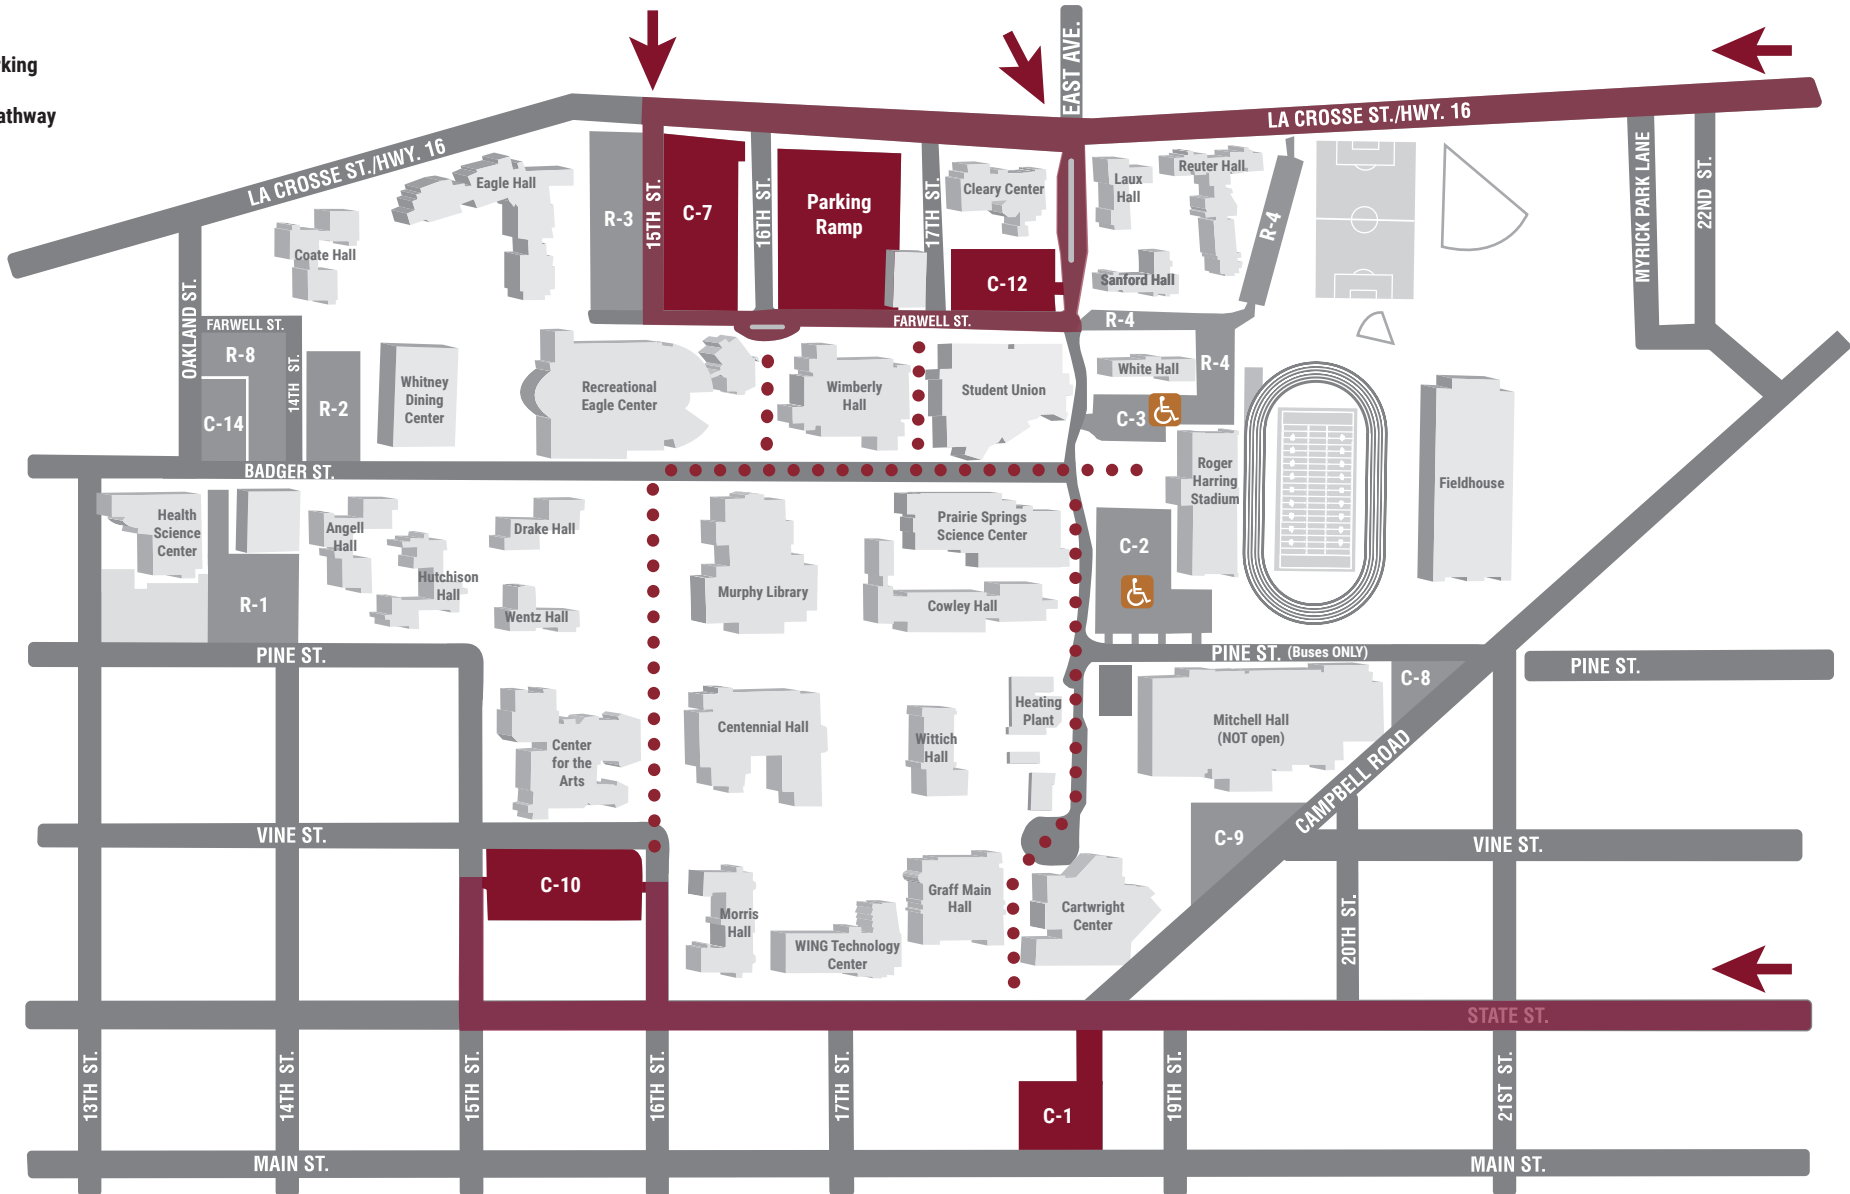 rking
athway
EAST AVE.
LA CROSSE ST./HWY. 16
LA CROSSE ST./HWY. 16
Eagle Hall
Coate Hall
R-3
15TH ST.
C-7
16TH ST.
Parking
Ramp
17TH ST.
Cleary Center
C-12
Laux
Hall
Reuter Hall
Sanford Hall
R-4
MYRICK PARK LANE
22ND ST.
OAKLAND ST.
FARWELL ST.
R-8
C-14
14TH ST.
R-2
Whitney
Dining
Center
Recreational
Eagle Center
FARWELL ST.
Wimberly
Hall
Student Union
R-4
White Hall
R-4
C-3
Roger
Harring
Stadium
Fieldhouse
BADGER ST.
Health
Science
Center
R-1
Angell
Hall
Hutchison
Hall
Drake Hall
Wentz Hall
Murphy Library
Prairie Springs
Science Center
Cowley Hall
C-2
PINE ST.
PINE ST. (Buses ONLY)
PINE ST.
C-8
Center
for the
Arts
Centennial Hall
Wittich
Hall
Heating
Plant
Mitchell Hall
(NOT open)
CAMPBELL ROAD
VINE ST.
C-9
VINE ST.
C-10
Morris
Hall
WING Technology
Center
Graff Main
Hall
Cartwright
Center
20TH ST.
STATE ST.
13TH ST.
14TH ST.
15TH ST.
16TH ST.
17TH ST.
C-1
19TH ST.
21ST ST.
MAIN ST.
MAIN ST.